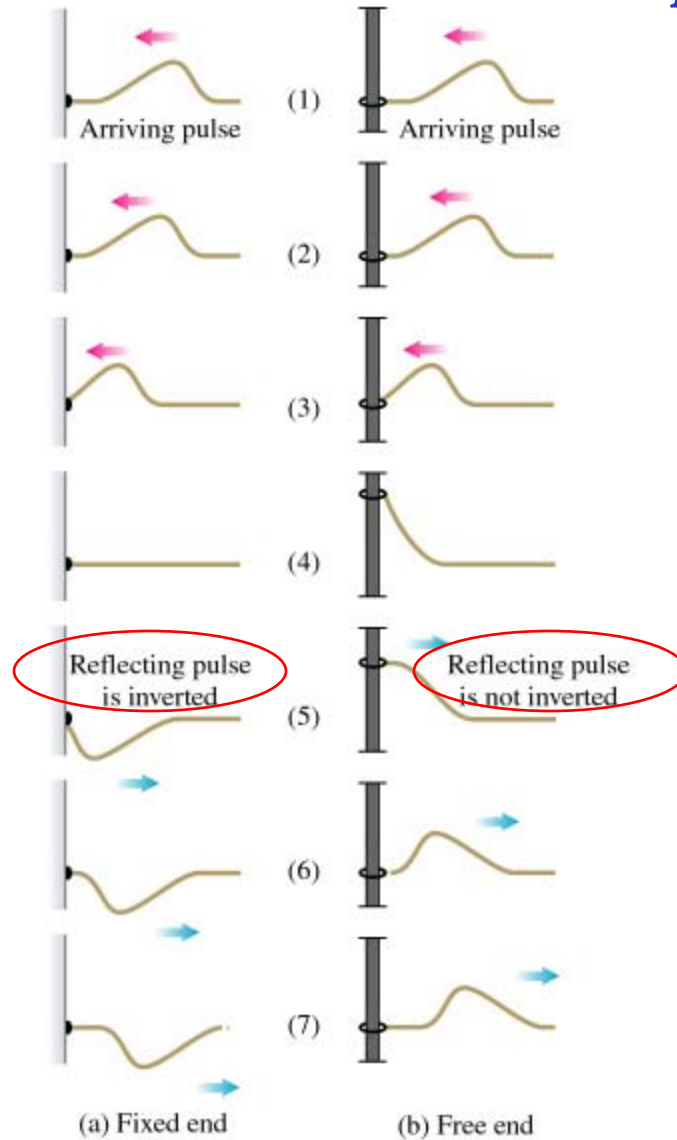 (1)
Arriving pulse
Arriving pulse
(2)
(3)
(4)
Reflecting pulse
is inverted
Reflecting pulse
is not inverted
(5)
(6)
(7)
(a) Fixed end
(b) Free end